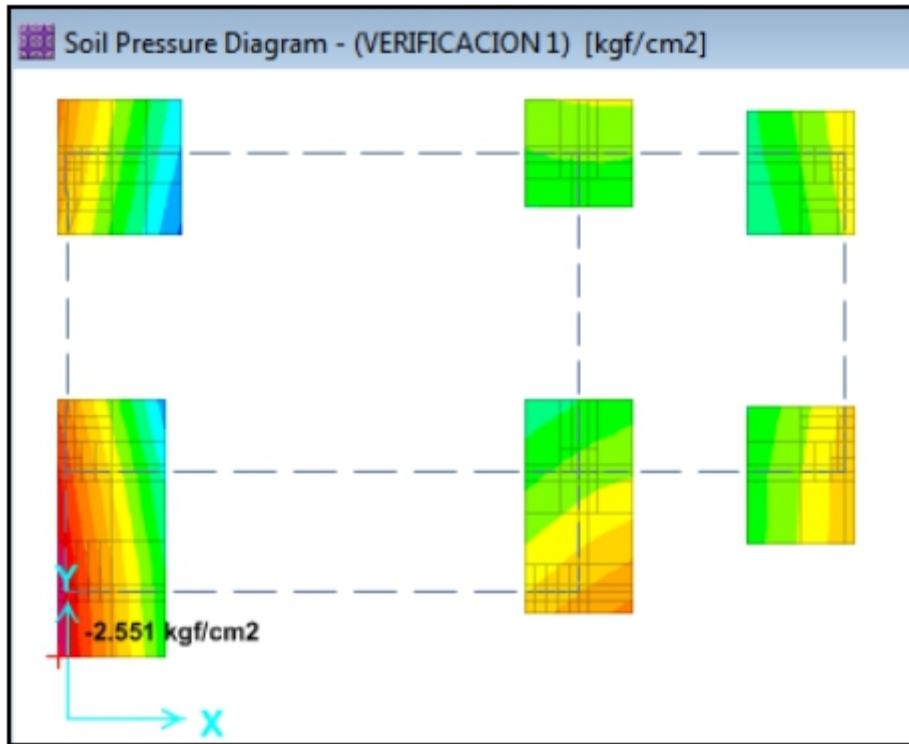 Soil Pressure Diagram - (VERIFICACION 1) [kgf/cm2]
Y
-2.551 kgf/cm2
X